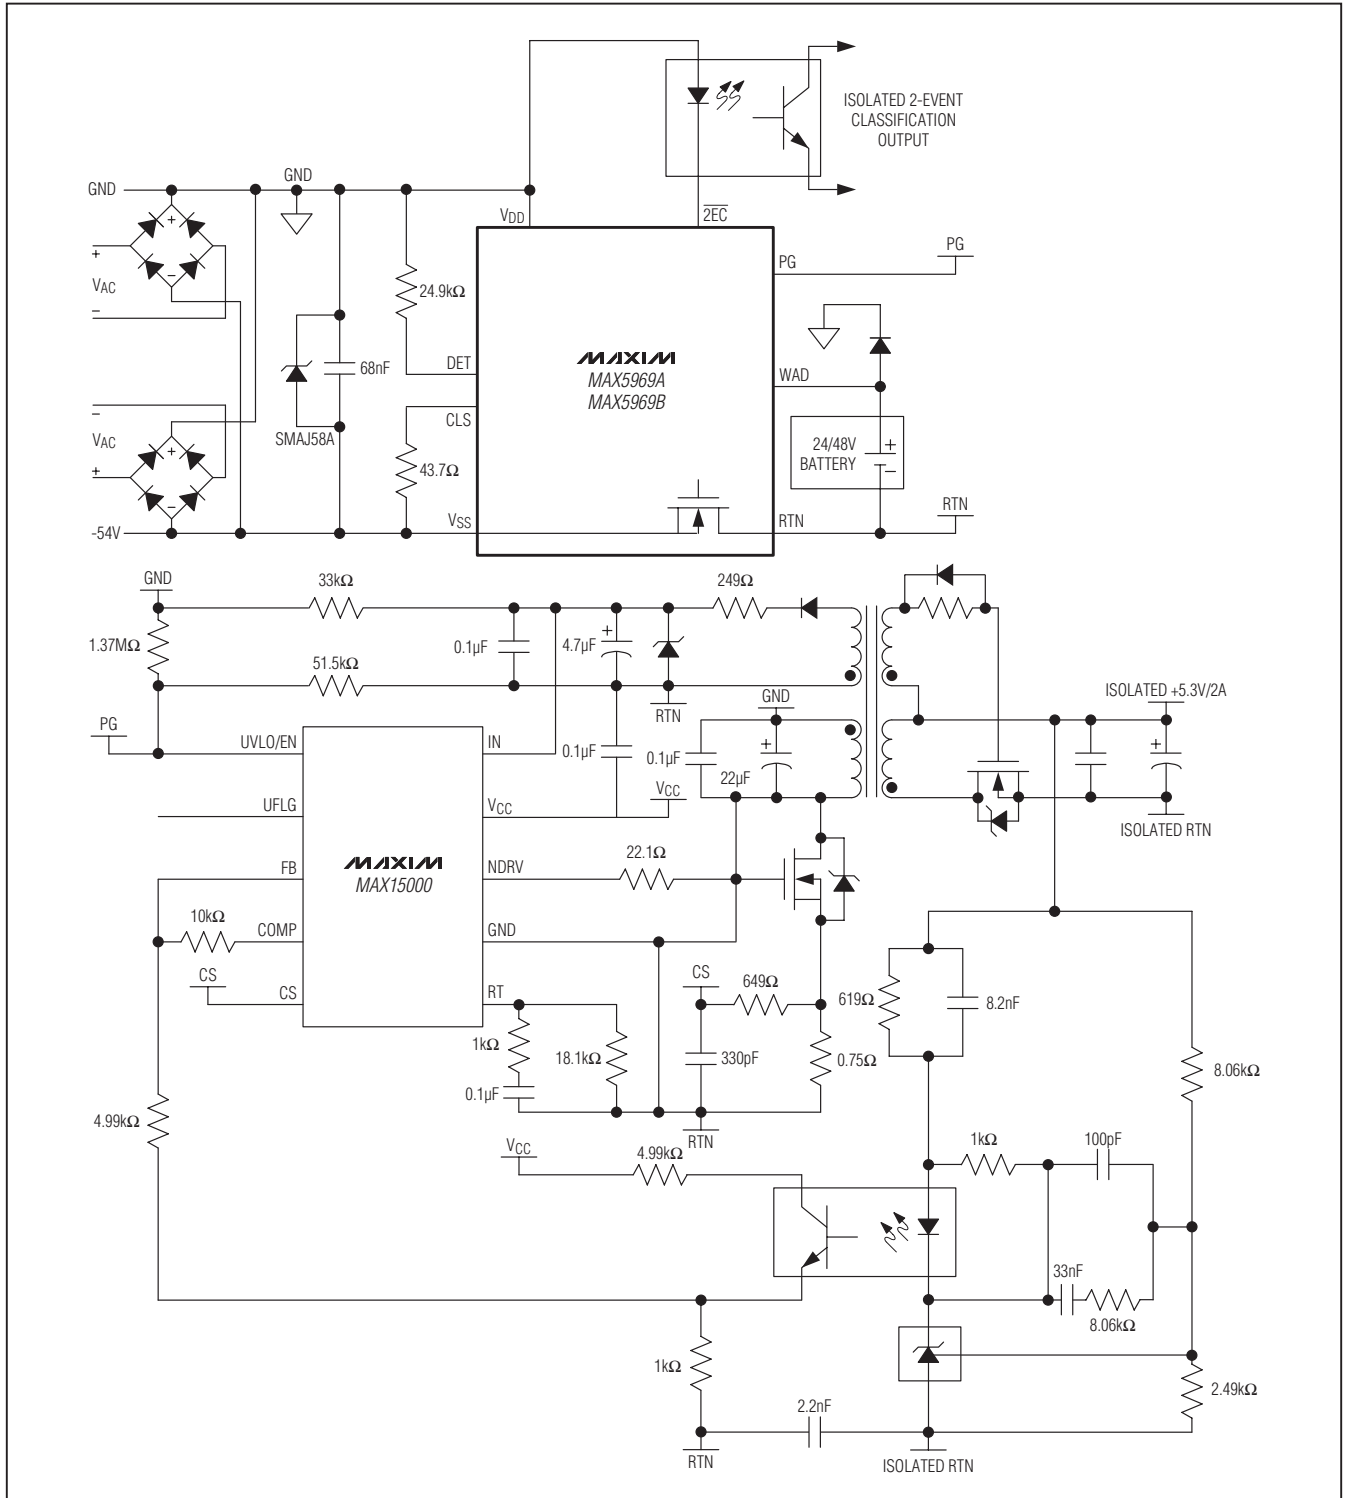 ISOLATED 2-EVENT
CLASSIFICATION
OUTPUT
GND
GND
VDD
2EC
PG
PG
+
VAC
−
+
−
24.9kΩ
68nF
SMAJ58A
DET
CLS
43.7Ω
MAXIM
MAX5969A
MAX5969B
WAD
24/48V
BATTERY
+
−
−
VAC
+
+
−
-54V
VSS
RTN
RTN
GND
33kΩ
249Ω
1.37MΩ
0.1µF
+
4.7µF
51.5kΩ
RTN
GND
ISOLATED +5.3V/2A
PG
UVLO/EN
IN
0.1µF
0.1µF
+
22µF
+
VCC
UFLG
VCC
ISOLATED RTN
MAXIM
MAX15000
FB
NDRV
22.1Ω
10kΩ
COMP
GND
CS
CS
RT
CS
649Ω
619Ω
8.2nF
1kΩ
18.1kΩ
330pF
0.75Ω
8.06kΩ
0.1µF
4.99kΩ
RTN
VCC
4.99kΩ
1kΩ
100pF
33nF
8.06kΩ
1kΩ
2.49kΩ
2.2nF
RTN
ISOLATED RTN